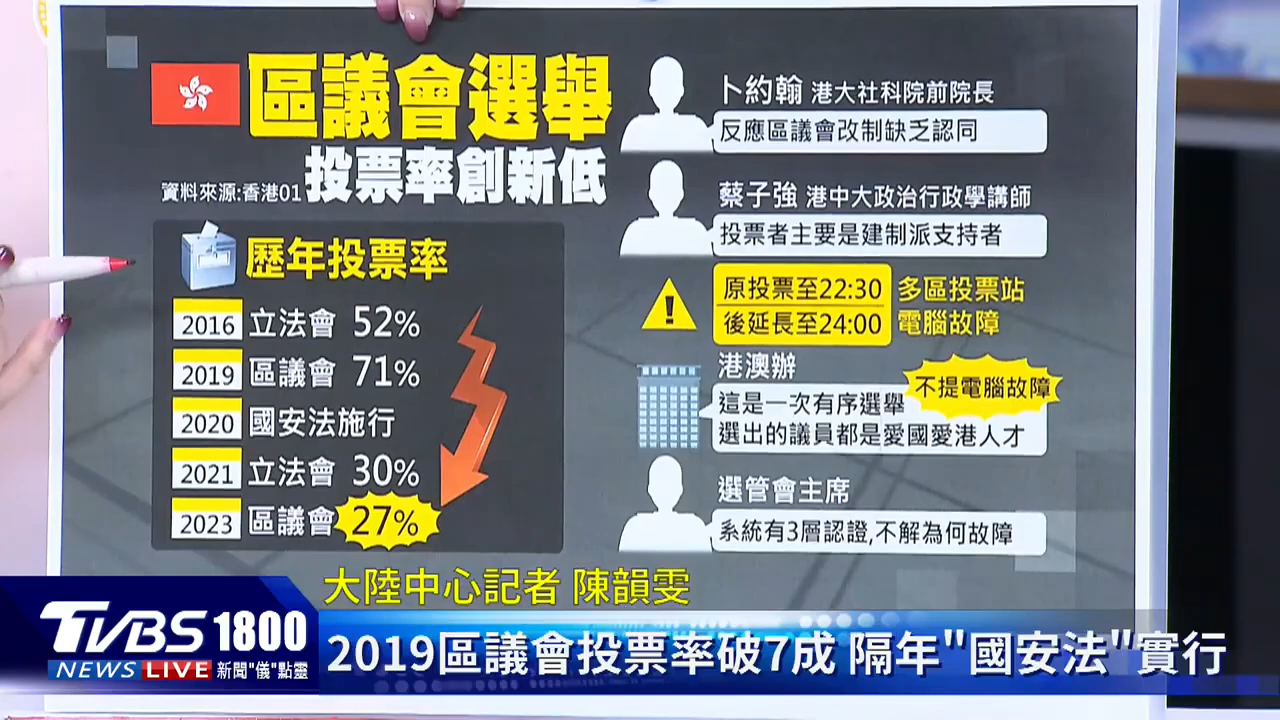 區議會選舉
投票率創新低
資料來源:香港01
歷年投票率
2016 立法會 52%
2019 區議會 71%
2020 國安法施行
2021 立法會 30%
2023 區議會 27%
卜約翰 港大社科院前院長
反應區議會改制缺乏認同
蔡子強 港中大政治行政學講師
投票者主要是建制派支持者
原投票至22:30 多區投票站
後延長至24:00 電腦故障
港澳辦
不提電腦故障
這是一次有序選舉
選出的議員都是愛國愛港人才
選管會主席
系統有3層認證,不解為何故障
大陸中心記者 陳韻雯
TVBS 1800
NEWS LIVE 新聞"儀"點靈
2019區議會投票率破7成 隔年"國安法"實行